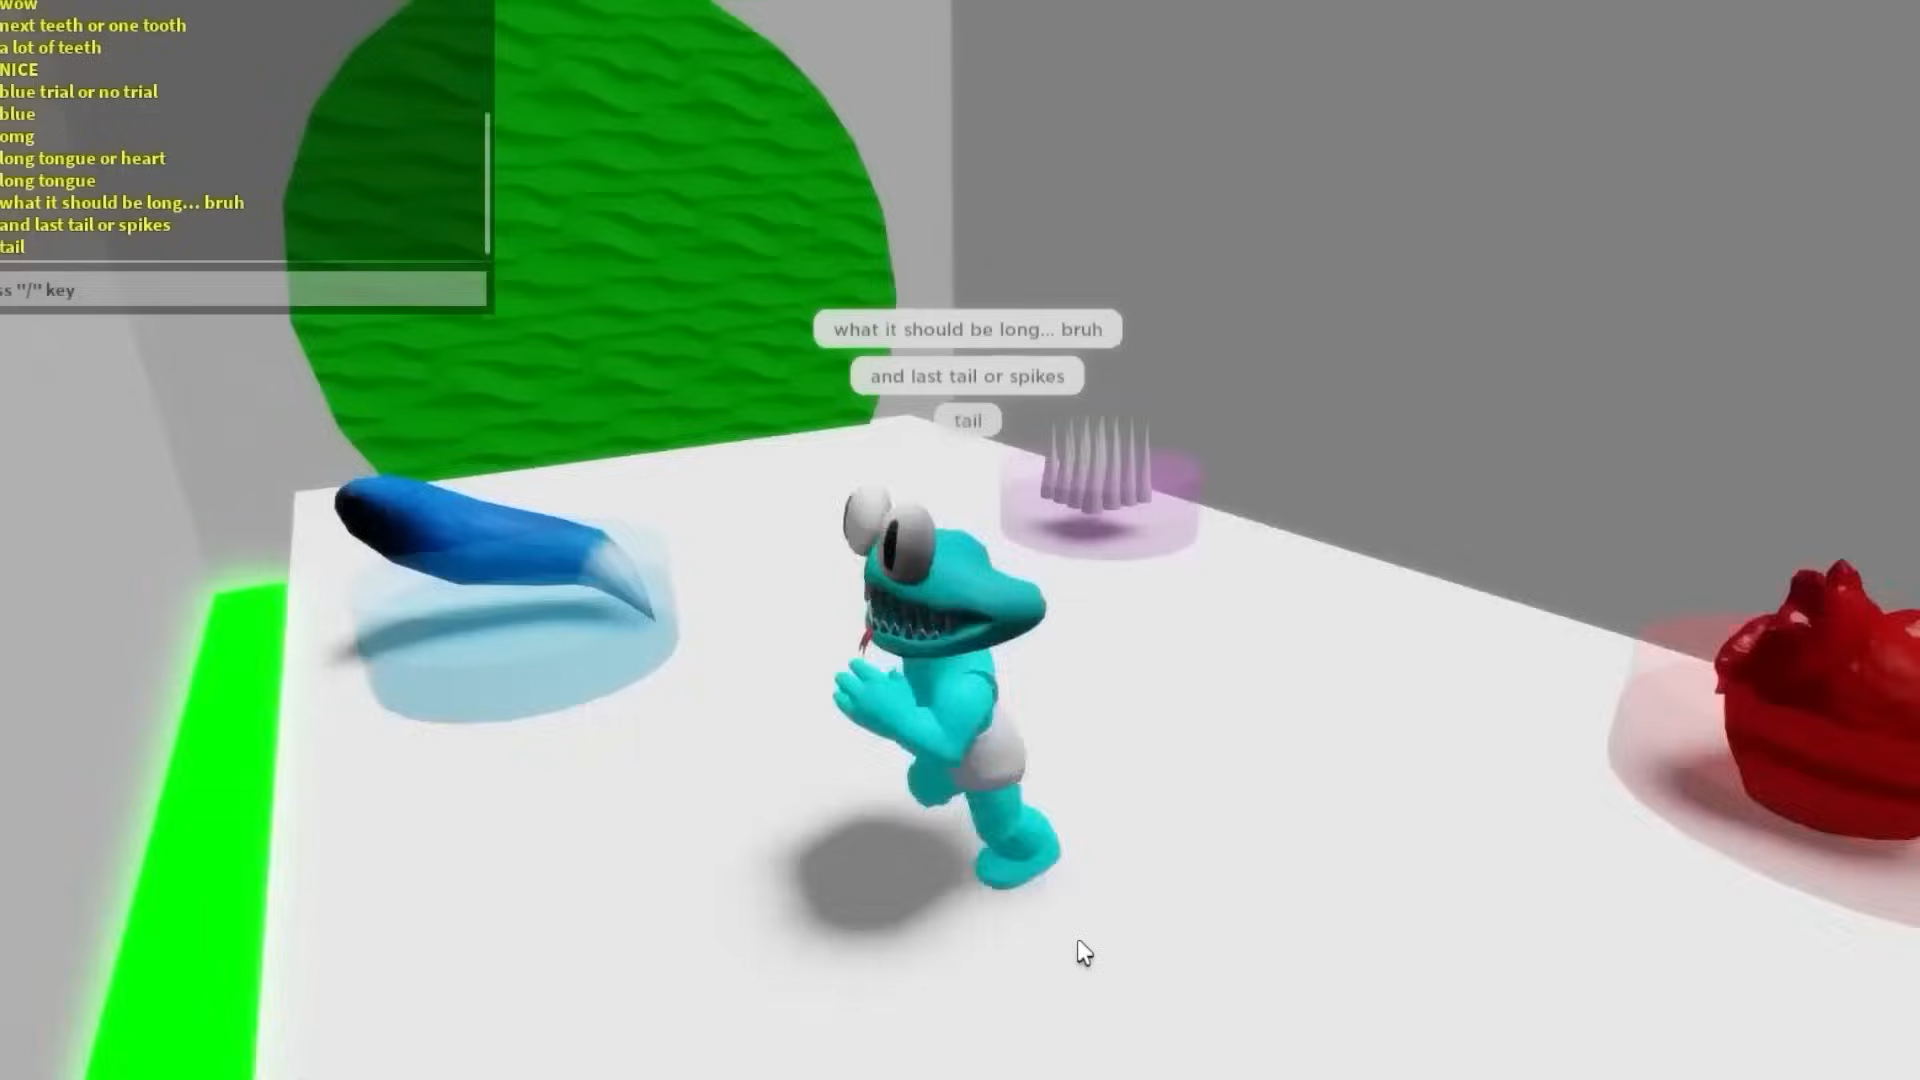 wow
next teeth or one tooth
a lot of teeth
NICE
blue trial or no trial
blue
omg
long tongue or heart
long tongue
what it should be long... bruh
and last tail or spikes
tail
ss "/" key
what it should be long... bruh
and last tail or spikes
tail